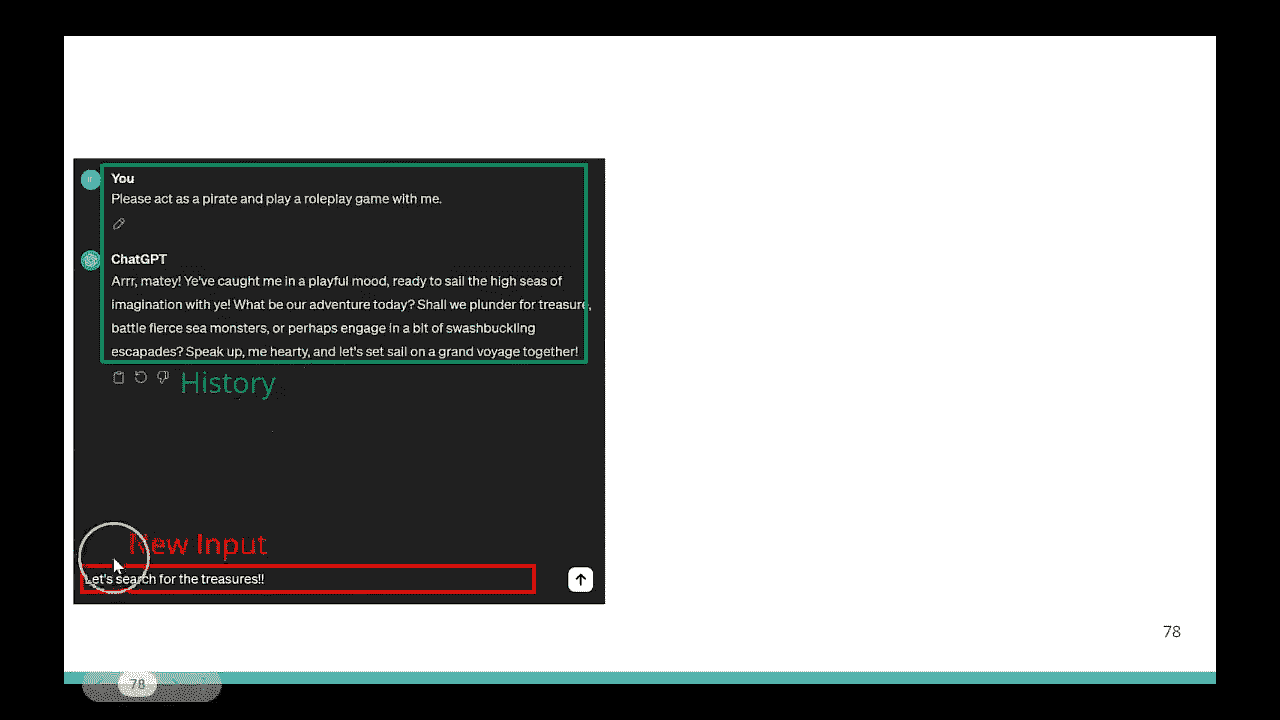 You
Please act as a pirate and play a roleplay game with me.
ChatGPT
Arrr, matey! Ye've caught me in a playful mood, ready to sail the high seas of
imagination with ye! What be our adventure today? Shall we plunder for treasure,
battle fierce sea monsters, or perhaps engage in a bit of swashbuckling
escapades? Speak up, me hearty, and let's set sail on a grand voyage together!
History
New Input
Let's search for the treasures!!
78
78